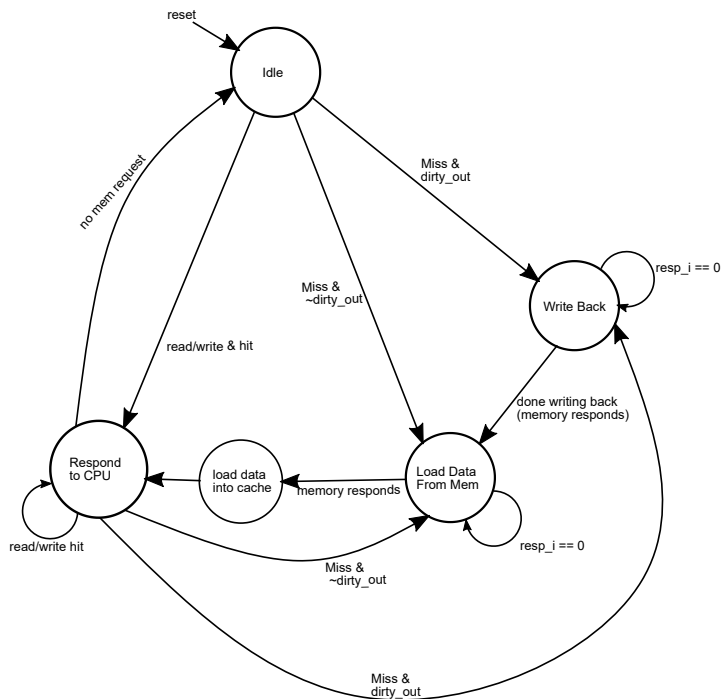 reset
Idle
no mem request
Miss &
dirty_out
resp_i == 0
Miss &
~dirty_out
Write Back
read/write & hit
done writing back
(memory responds)
Respond
to CPU
load data
into cache
memory responds
Load Data
From Mem
read/write hit
resp_i == 0
Miss &
~dirty_out
Miss &
dirty_out